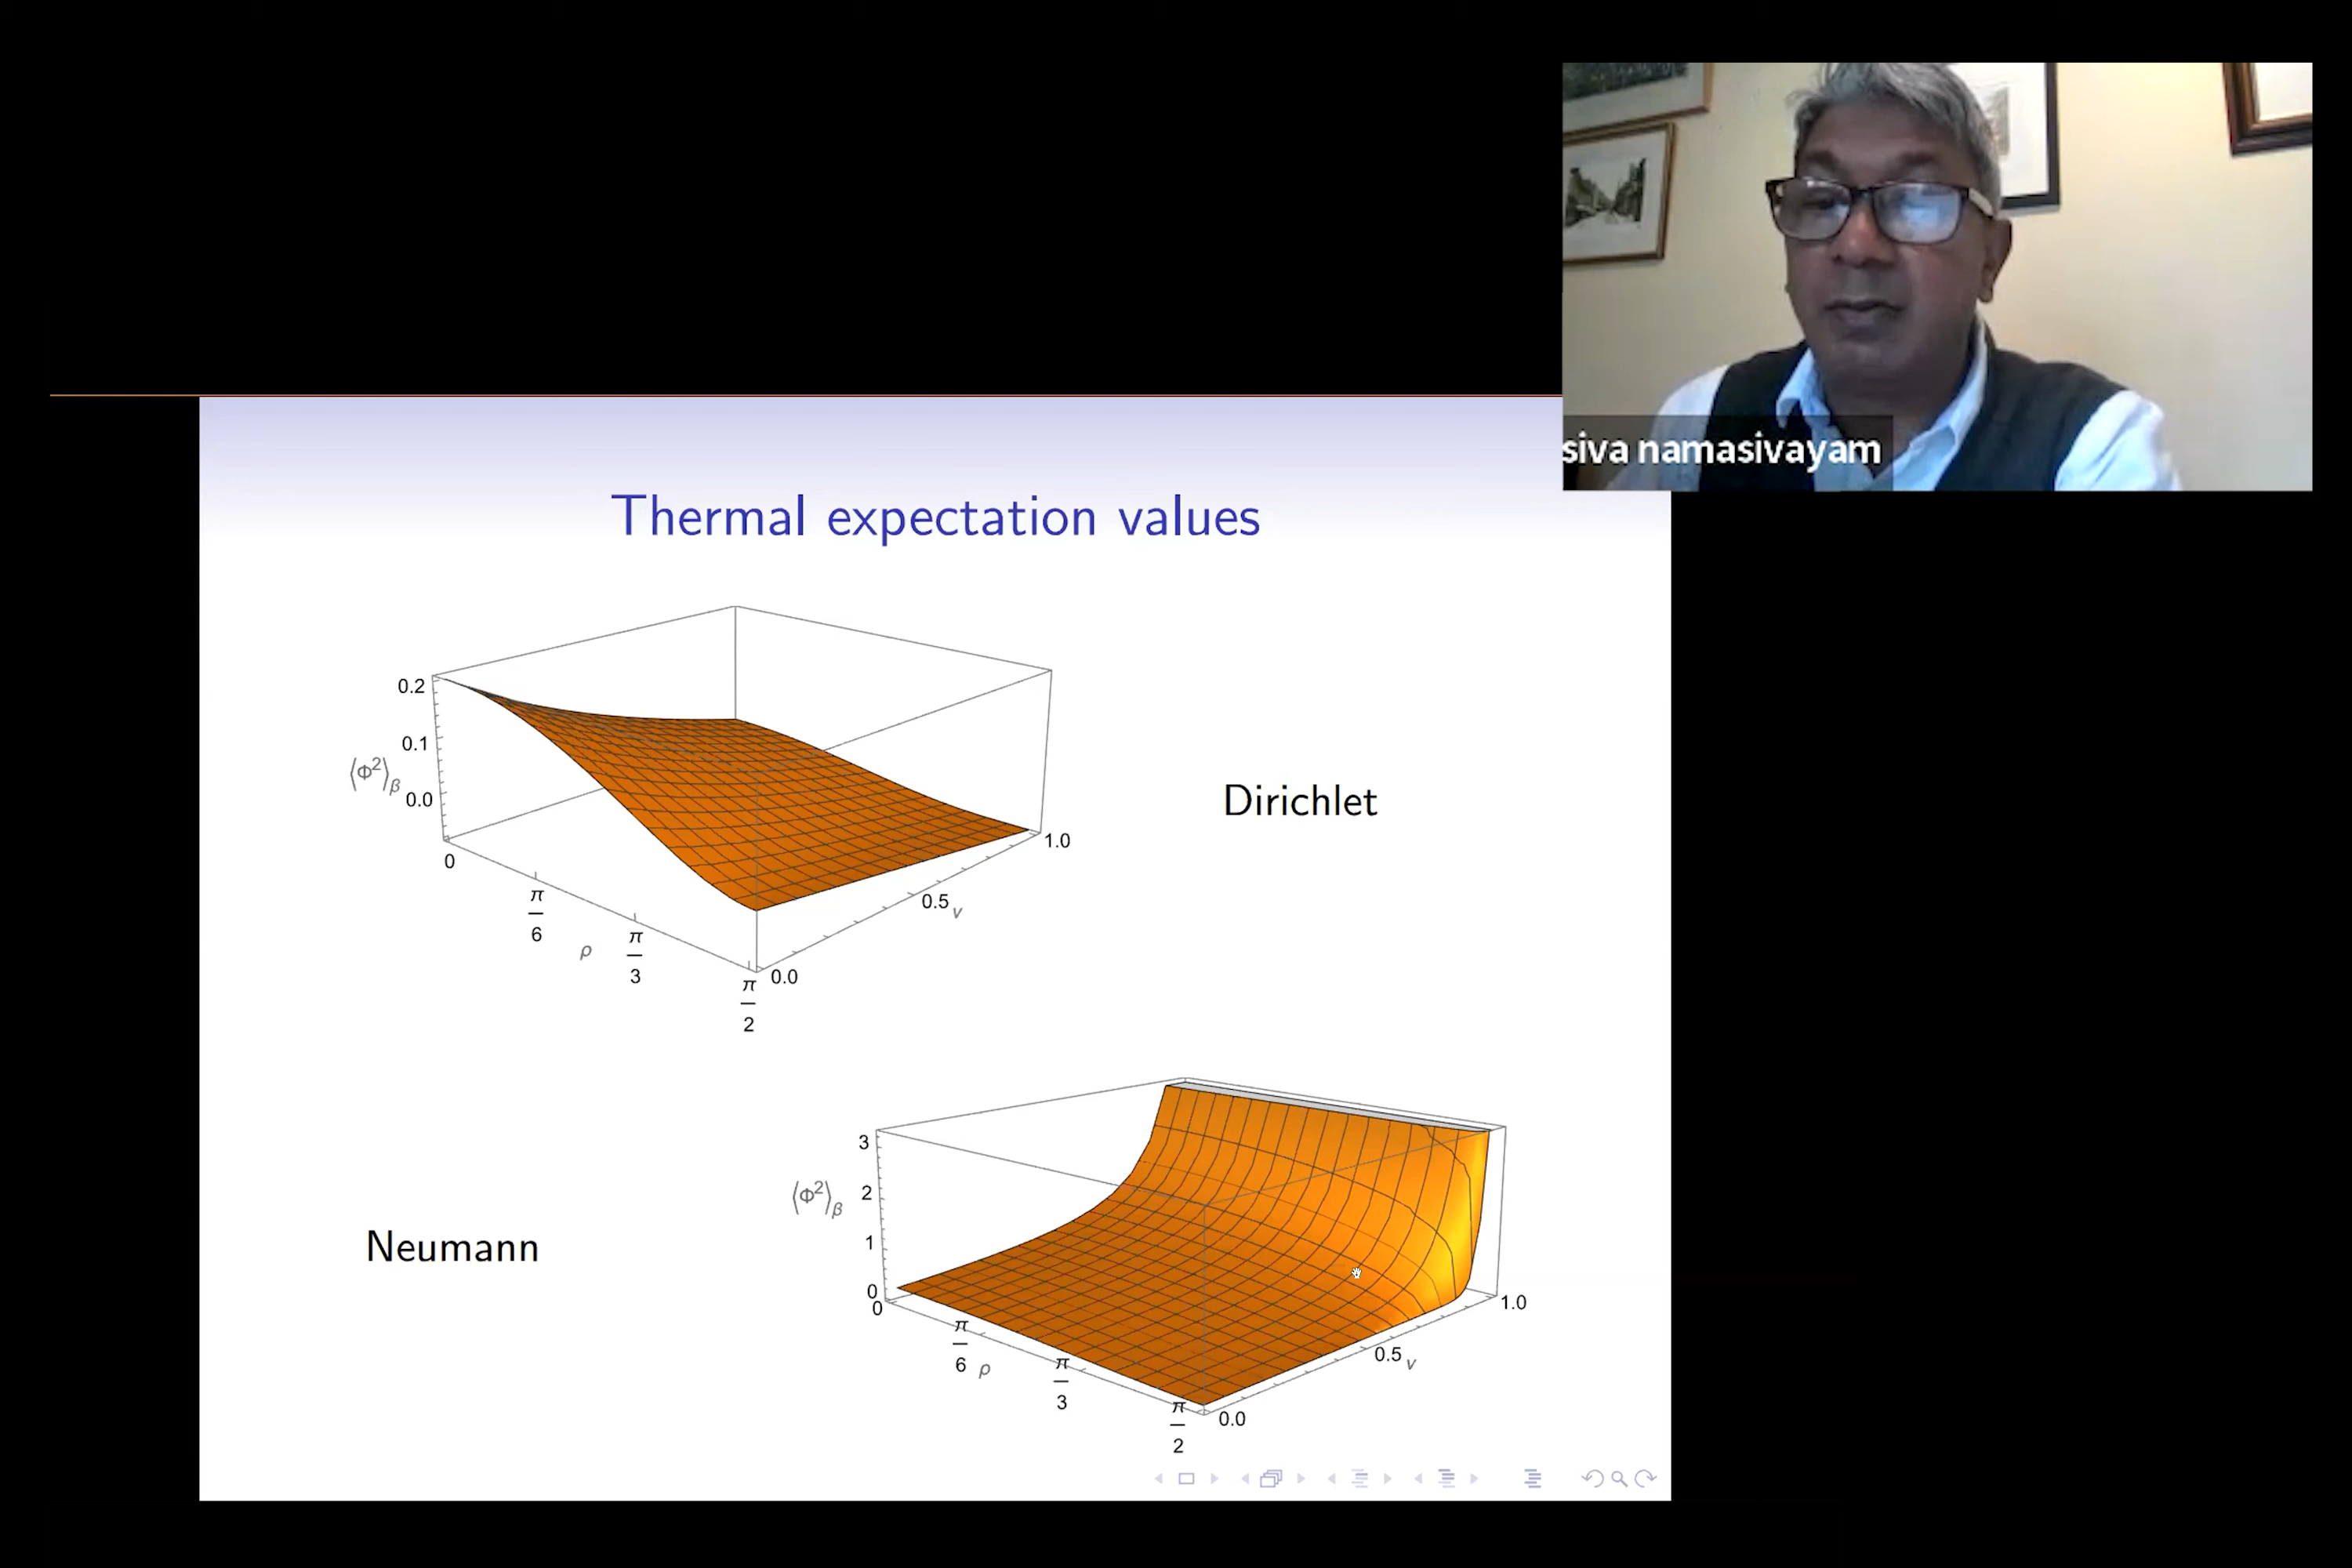 siva namasivayam
Thermal expectation values
0.2
0.1
⟨Φ²⟩β
0.0
0
π/6
ρ
π/3
π/2
0.0
0.5
ν
1.0
Dirichlet
Neumann
3
2
⟨Φ²⟩β
1
0
0
π/6
ρ
π/3
π/2
0.0
0.5
ν
1.0